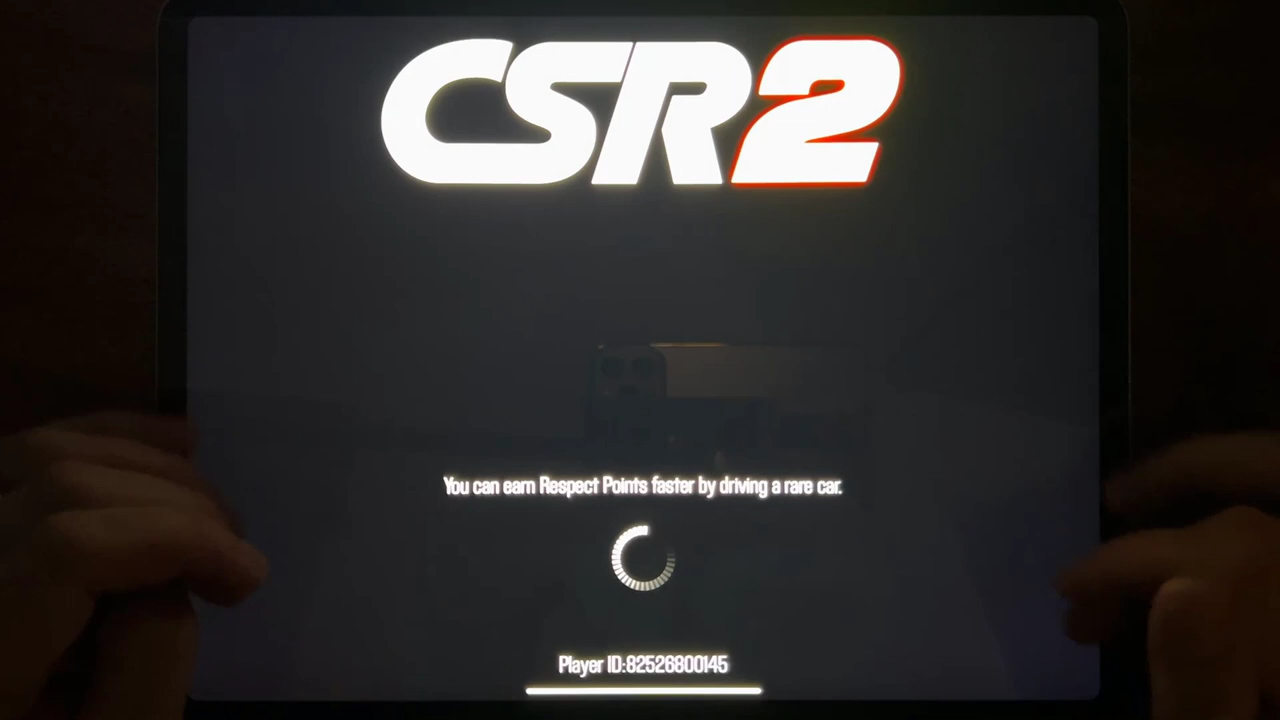 CSR2
You can earn Respect Points faster by driving a rare car.
Player ID:82526800145